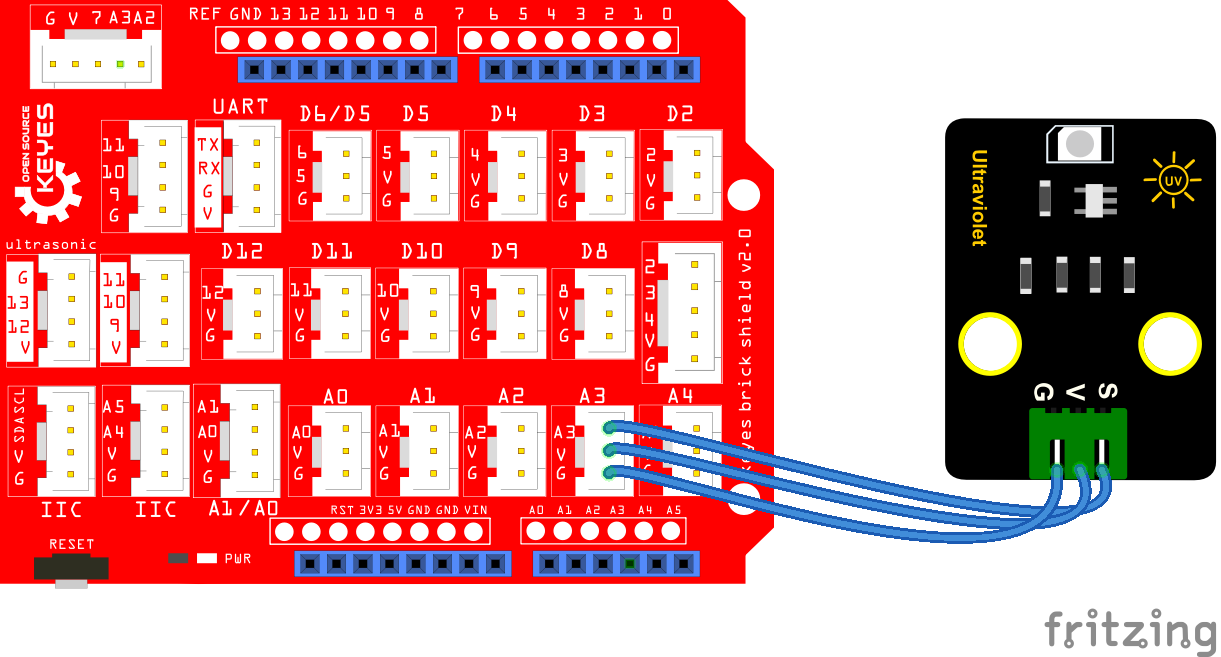 G V 7 A3 A2
REF GND 13 12 11 10 9 8
7 6 5 4 3 2 1 0
OPEN SOURCE
KEYES
11
10
9
G
UART
TX
RX
G
V
D6/D5
6
5
G
D5
5
V
G
D4
4
V
G
D3
3
V
G
D2
2
V
G
ultrasonic
G
13
12
V
11
10
9
V
D12
12
V
G
D11
11
V
G
D10
10
V
G
D9
9
V
G
D8
8
V
G
2
3
4
V
G
keyes brick shield v2.0
SCL
SDA
V
G
IIC
A5
A4
V
G
IIC
A1
A0
V
G
A1/A0
A0
A0
V
G
A1
A1
V
G
A2
A2
V
G
A3
A3
V
G
A4
G
RST 3V3 5V GND GND VIN
A0 A1 A2 A3 A4 A5
RESET
PWR
Ultraviolet
UV
G V S
fritzing